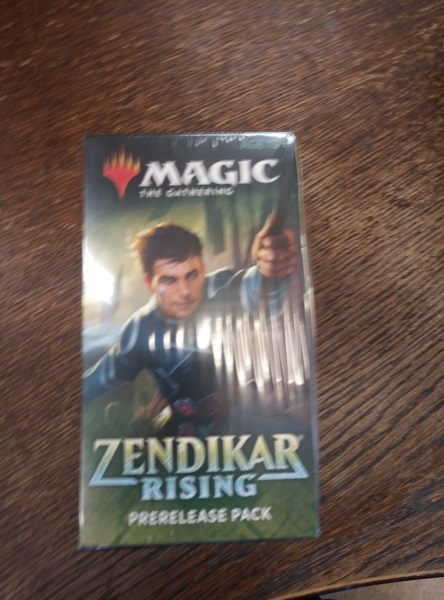 MAGIC
THE GATHERING
ZENDIKAR
RISING
PRERELEASE PACK